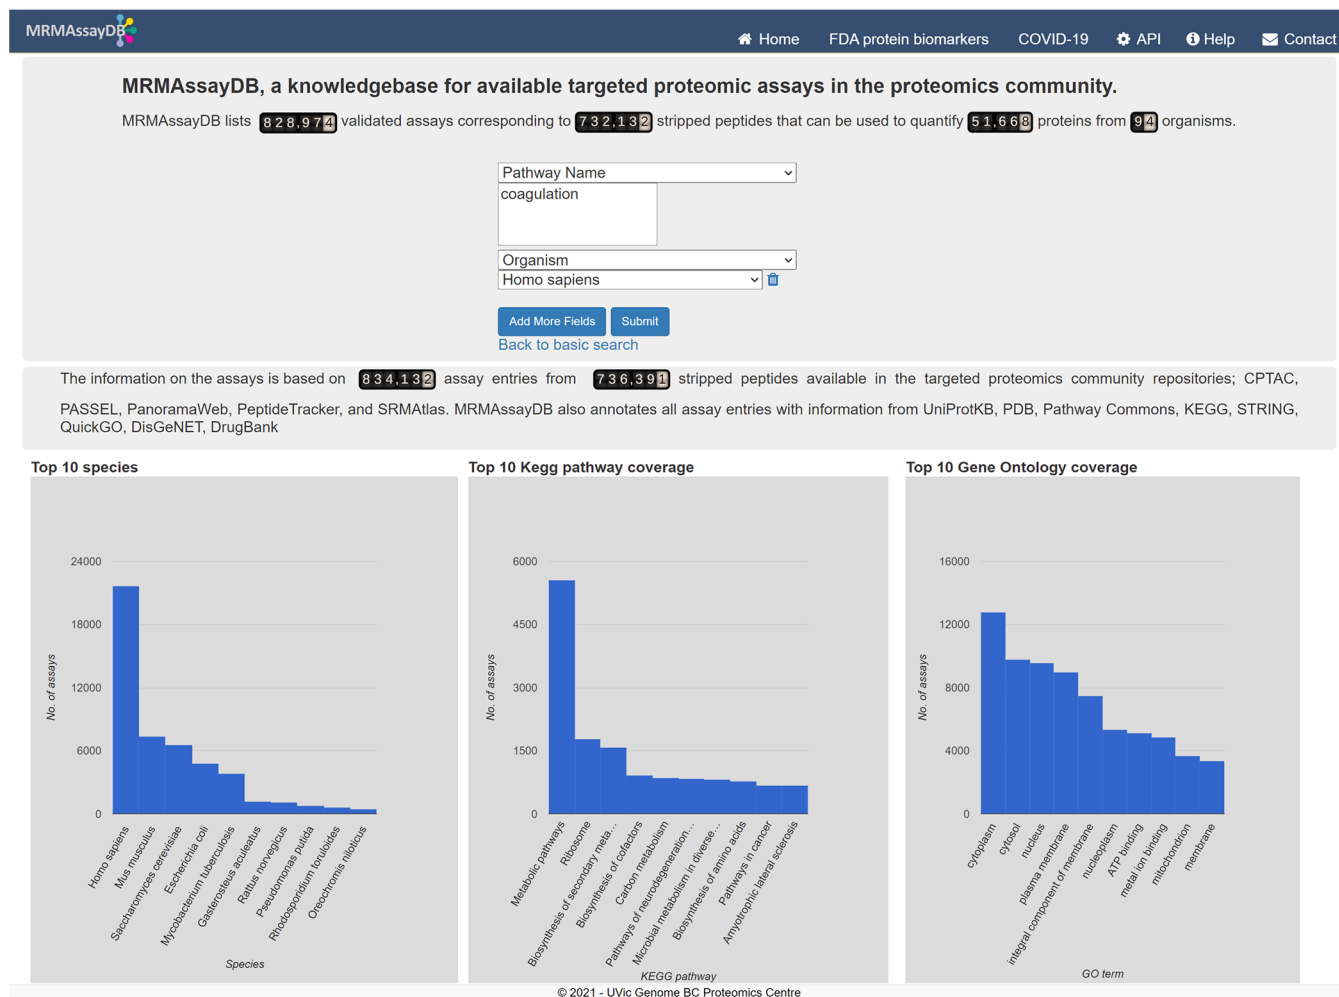 MRMAssayDB
Home FDA protein biomarkers COVID-19 API Help Contact
MRMAssayDB, a knowledgebase for available targeted proteomic assays in the proteomics community.
MRMAssayDB lists 828,974 validated assays corresponding to 732,132 stripped peptides that can be used to quantify 51,668 proteins from 94 organisms.
Pathway Name
coagulation
Organism
Homo sapiens
Add More Fields Submit
Back to basic search
The information on the assays is based on 834,132 assay entries from 736,391 stripped peptides available in the targeted proteomics community repositories; CPTAC,
PASSEL, PanoramaWeb, PeptideTracker, and SRMAtlas. MRMAssayDB also annotates all assay entries with information from UniProtKB, PDB, Pathway Commons, KEGG, STRING,
QuickGO, DisGeNET, DrugBank
Top 10 species
No. of assays
24000
18000
12000
6000
0
Homo sapiens
Mus musculus
Saccharomyces cerevisiae
Escherichia coli
Mycobacterium tuberculosis
Gasterosteus aculeatus
Rattus norvegicus
Pseudomonas putida
Rhodosporidium toruloides
Oreochromis niloticus
Species
Top 10 Kegg pathway coverage
No. of assays
6000
4500
3000
1500
0
Metabolic pathways
Ribosome
Biosynthesis of secondary meta…
Biosynthesis of cofactors
Carbon metabolism
Pathways of neurodegeneration…
Microbial metabolism in diverse…
Biosynthesis of amino acids
Pathways in cancer
Amyotrophic lateral sclerosis
KEGG pathway
Top 10 Gene Ontology coverage
No. of assays
16000
12000
8000
4000
0
cytoplasm
cytosol
nucleus
plasma membrane
integral component of membrane
nucleoplasm
ATP binding
metal ion binding
mitochondrion
membrane
GO term
© 2021 - UVic Genome BC Proteomics Centre